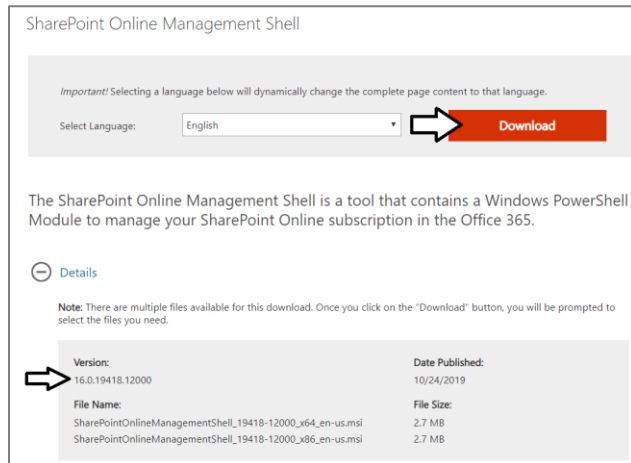 SharePoint Online Management Shell
Important! Selecting a language below will dynamically change the complete page content to that language.
Select Language:
English
Download
The SharePoint Online Management Shell is a tool that contains a Windows PowerShell
Module to manage your SharePoint Online subscription in the Office 365.
Details
Note: There are multiple files available for this download. Once you click on the "Download" button, you will be prompted to
select the files you need.
Version:
16.0.19418.12000
Date Published:
10/24/2019
File Name:
SharePointOnlineManagementShell_19418-12000_x64_en-us.msi
SharePointOnlineManagementShell_19418-12000_x86_en-us.msi
File Size:
2.7 MB
2.7 MB